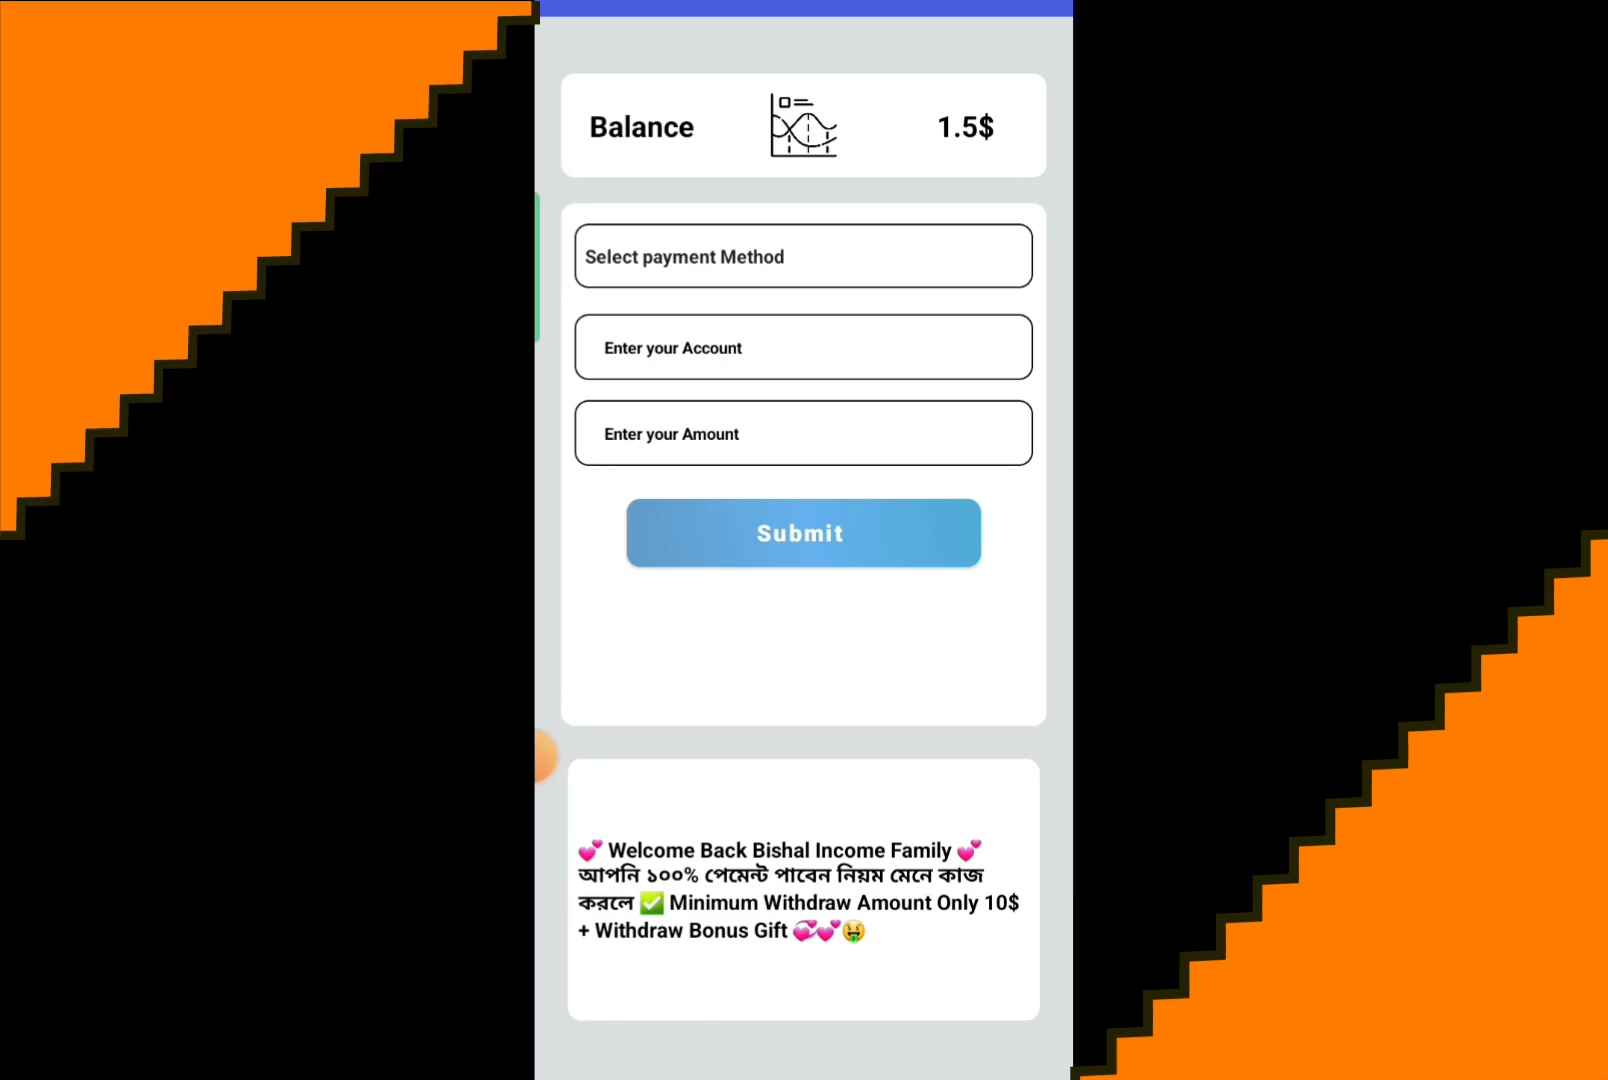 Balance 1.5$
Select payment Method
Enter your Account
Enter your Amount
Submit
💕 Welcome Back Bishal Income Family 💕
আপনি ১০০% পেমেন্ট পাবেন নিয়ম মেনে কাজ
করলে ✅ Minimum Withdraw Amount Only 10$
+ Withdraw Bonus Gift 💞💕🤑